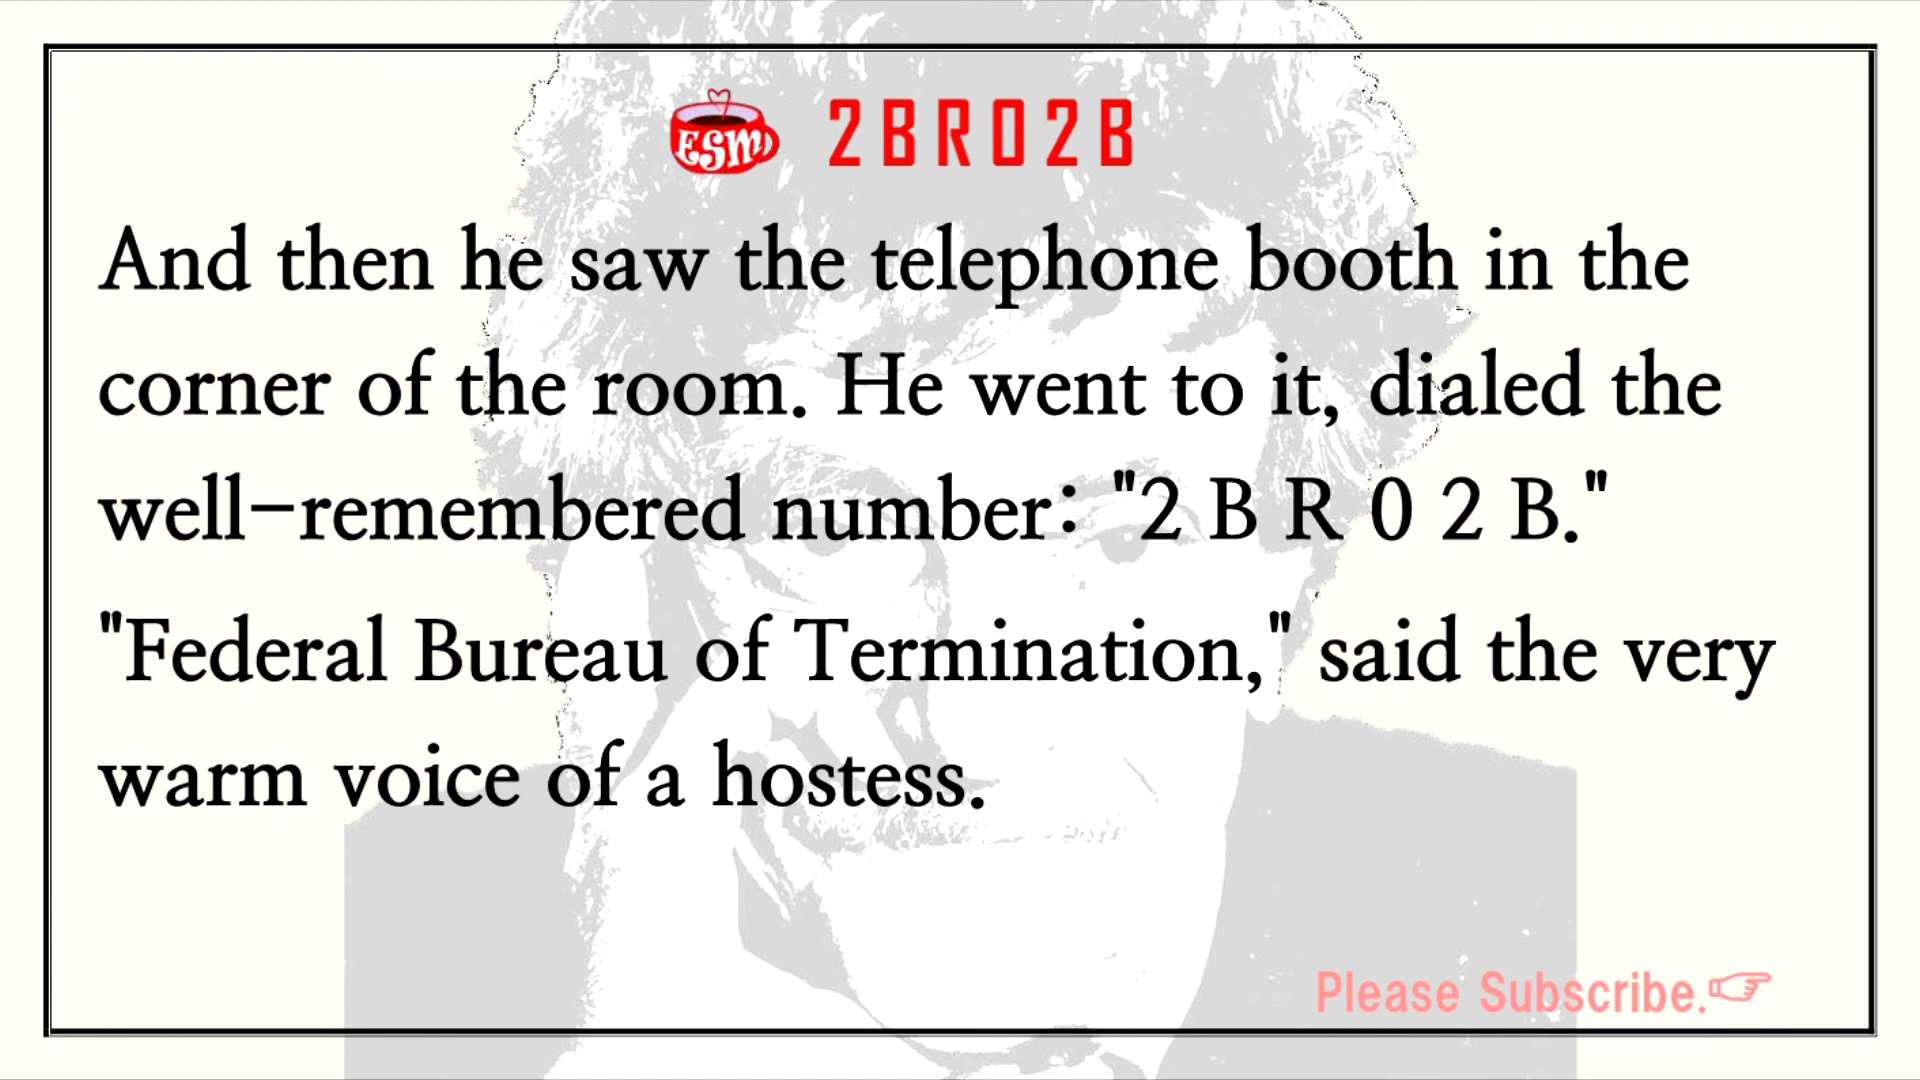 ESM 2BR02B
And then he saw the telephone booth in the
corner of the room. He went to it, dialed the
well-remembered number: "2 B R 0 2 B."
"Federal Bureau of Termination," said the very
warm voice of a hostess.
Please Subscribe.